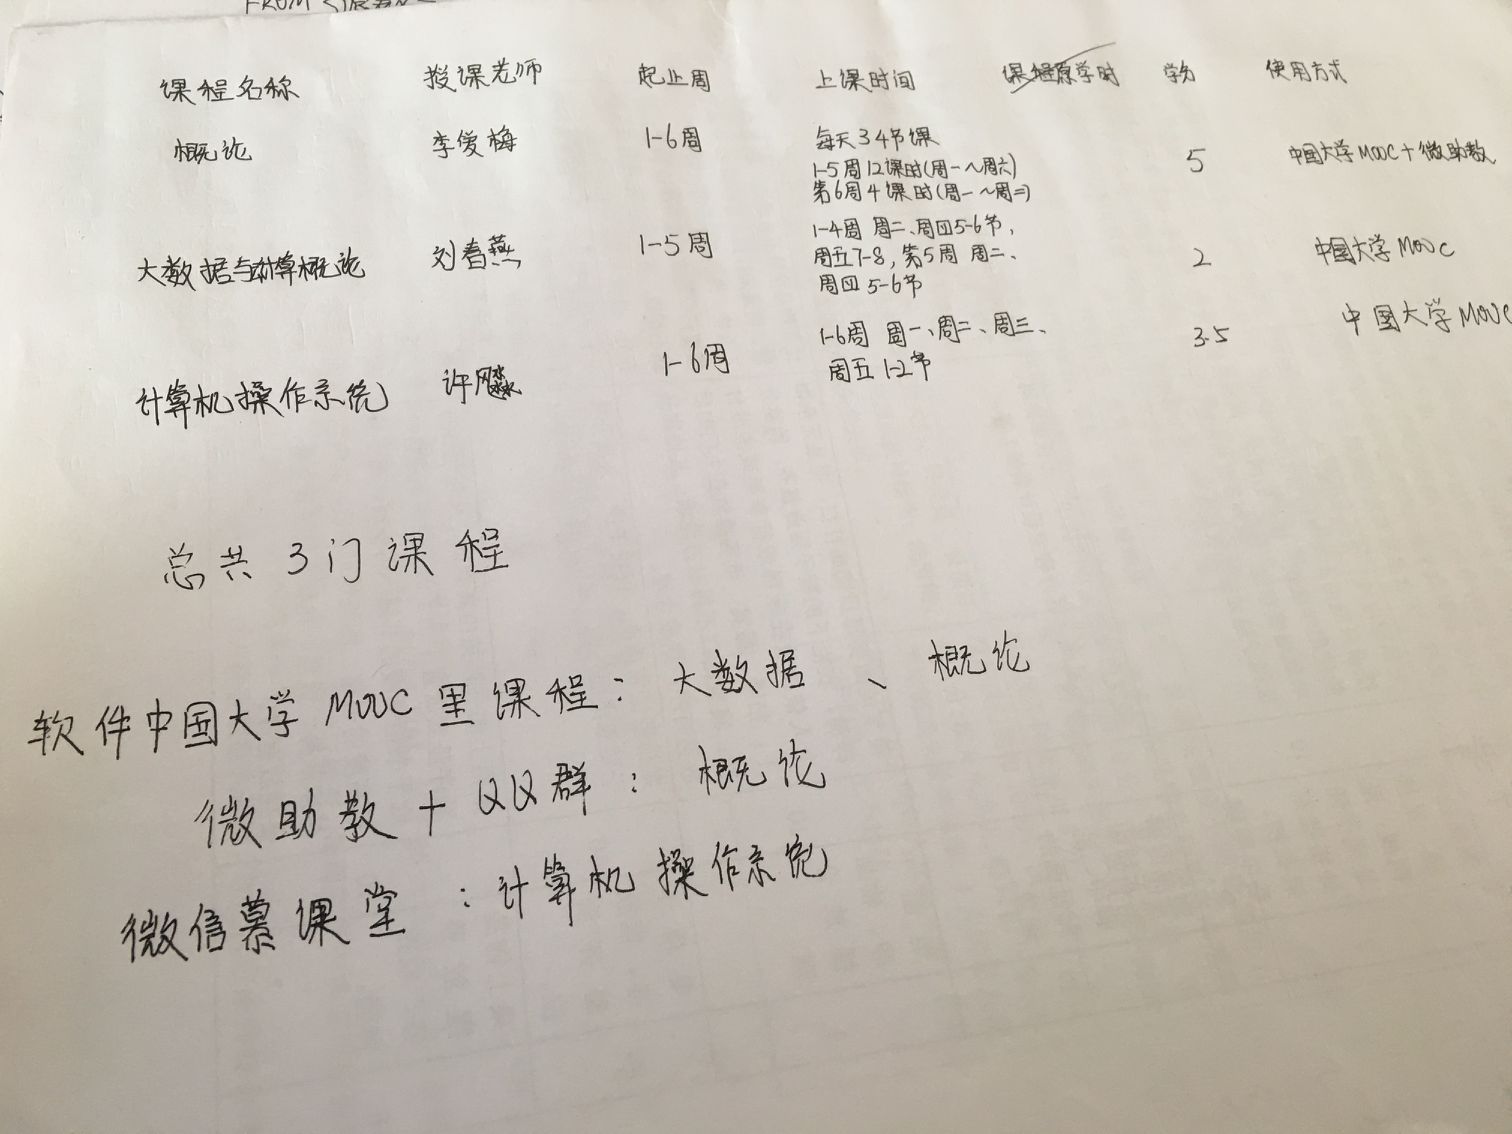 课程名称 授课老师 起止周 上课时间 课程原学时 学分 使用方式
概论 李俊梅 1-6周 每天34节课 5 中国大学MOOC+微助教
1-5周12课时(周一~周六)
第6周4课时(周一~周二)
大数据与计算概论 刘春燕 1-5周 1-4周 周二、周四5-6节、 2 中国大学MOOC
周五7-8,第5周 周二、
周四5-6节
计算机操作系统 许 1-6周 1-6周 周一、周二、周三、 3.5 中国大学MOOC
周五1-2节
总共3门课程
软件中国大学MOOC里课程:大数据、概论
微助教+QQ群:概论
微信慕课堂:计算机操作系统